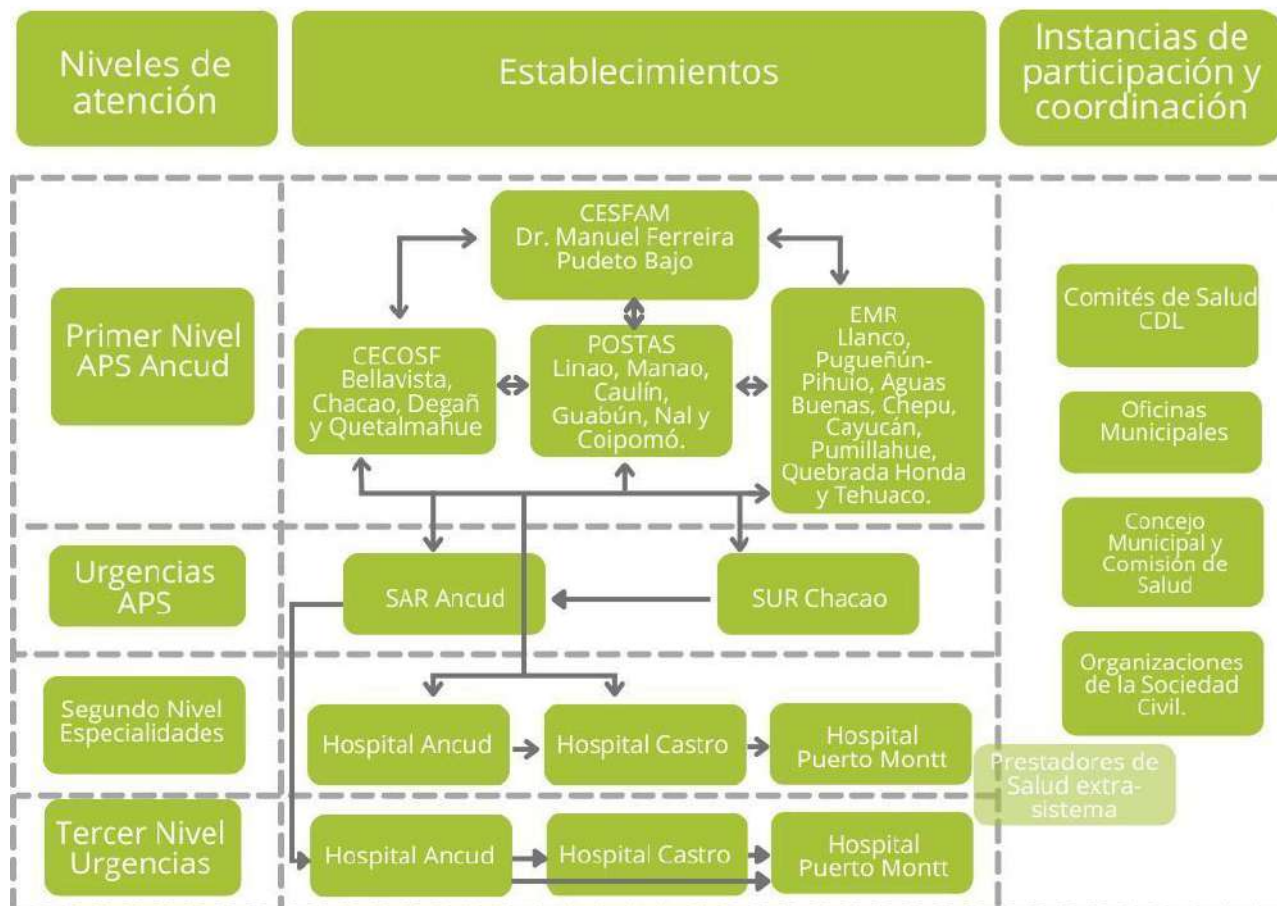 Niveles de
atención
Establecimientos
Instancias de
participación y
coordinación
Primer Nivel
APS Ancud
CESFAM
Dr. Manuel Ferreira
Pudeto Bajo
CECOSF
Bellavista,
Chacao, Degañ
y Quetalmahue
POSTAS
Linao, Manao,
Caulín,
Guabún, Nal y
Coipomó.
EMR
Llanco,
Pugueñún-
Pihuio, Aguas
Buenas, Chepu,
Cayucán,
Pumillahue,
Quebrada Honda
y Tehuaco.
Comités de Salud
CDL
Oficinas
Municipales
Concejo
Municipal y
Comisión de
Salud
Organizaciones
de la Sociedad
Civil.
Urgencias
APS
SAR Ancud
SUR Chacao
Segundo Nivel
Especialidades
Hospital Ancud
Hospital Castro
Hospital
Puerto Montt
Prestadores de
Salud extra-
sistema
Tercer Nivel
Urgencias
Hospital Ancud
Hospital Castro
Hospital
Puerto Montt